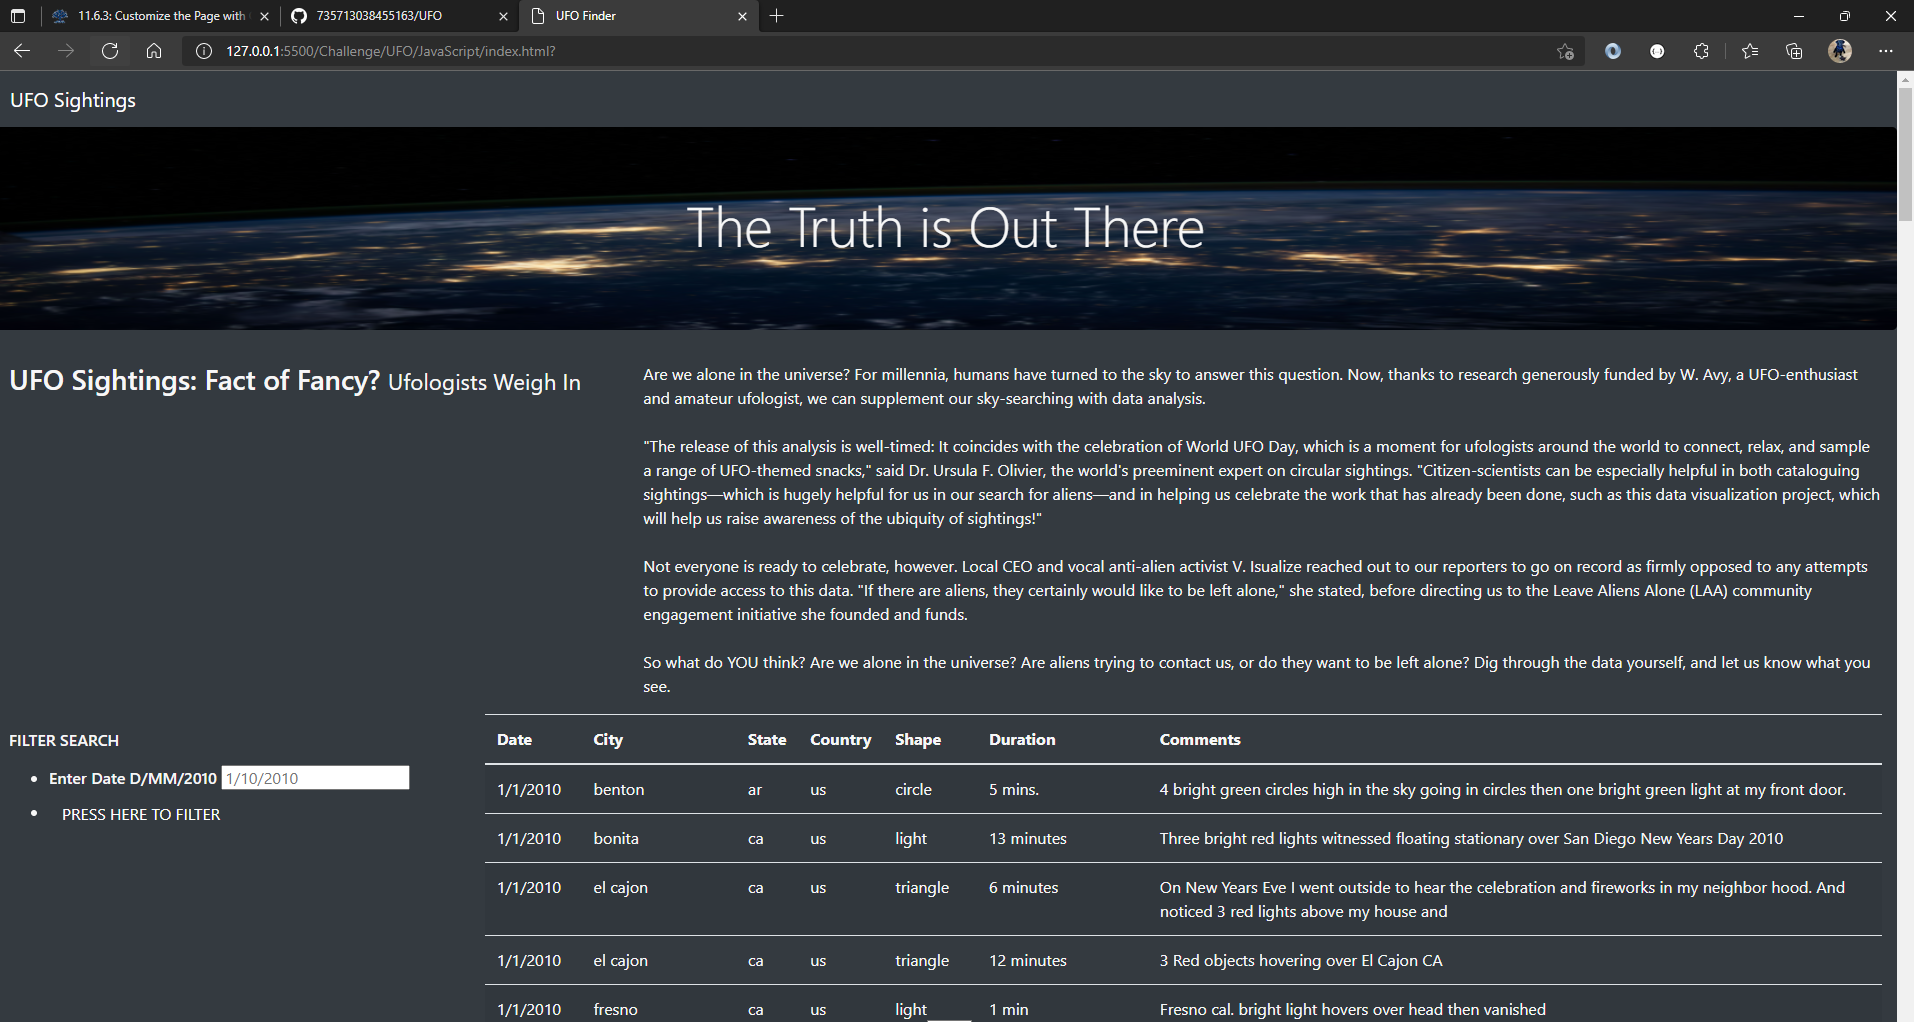 11.6.3: Customize the Page with
735713038455163/UFO
UFO Finder
127.0.0.1:5500/Challenge/UFO/JavaScript/index.html?
UFO Sightings
The Truth is Out There
UFO Sightings: Fact of Fancy? Ufologists Weigh In
Are we alone in the universe? For millennia, humans have turned to the sky to answer this question. Now, thanks to research generously funded by W. Avy, a UFO-enthusiast
and amateur ufologist, we can supplement our sky-searching with data analysis.
"The release of this analysis is well-timed: It coincides with the celebration of World UFO Day, which is a moment for ufologists around the world to connect, relax, and sample
a range of UFO-themed snacks," said Dr. Ursula F. Olivier, the world's preeminent expert on circular sightings. "Citizen-scientists can be especially helpful in both cataloguing
sightings—which is hugely helpful for us in our search for aliens—and in helping us celebrate the work that has already been done, such as this data visualization project, which
will help us raise awareness of the ubiquity of sightings!"
Not everyone is ready to celebrate, however. Local CEO and vocal anti-alien activist V. Isualize reached out to our reporters to go on record as firmly opposed to any attempts
to provide access to this data. "If there are aliens, they certainly would like to be left alone," she stated, before directing us to the Leave Aliens Alone (LAA) community
engagement initiative she founded and funds.
So what do YOU think? Are we alone in the universe? Are aliens trying to contact us, or do they want to be left alone? Dig through the data yourself, and let us know what you
see.
FILTER SEARCH
Enter Date D/MM/2010 1/10/2010
PRESS HERE TO FILTER
Date City State Country Shape Duration Comments
1/1/2010 benton ar us circle 5 mins. 4 bright green circles high in the sky going in circles then one bright green light at my front door.
1/1/2010 bonita ca us light 13 minutes Three bright red lights witnessed floating stationary over San Diego New Years Day 2010
1/1/2010 el cajon ca us triangle 6 minutes On New Years Eve I went outside to hear the celebration and fireworks in my neighbor hood. And
noticed 3 red lights above my house and
1/1/2010 el cajon ca us triangle 12 minutes 3 Red objects hovering over El Cajon CA
1/1/2010 fresno ca us light 1 min Fresno cal. bright light hovers over head then vanished